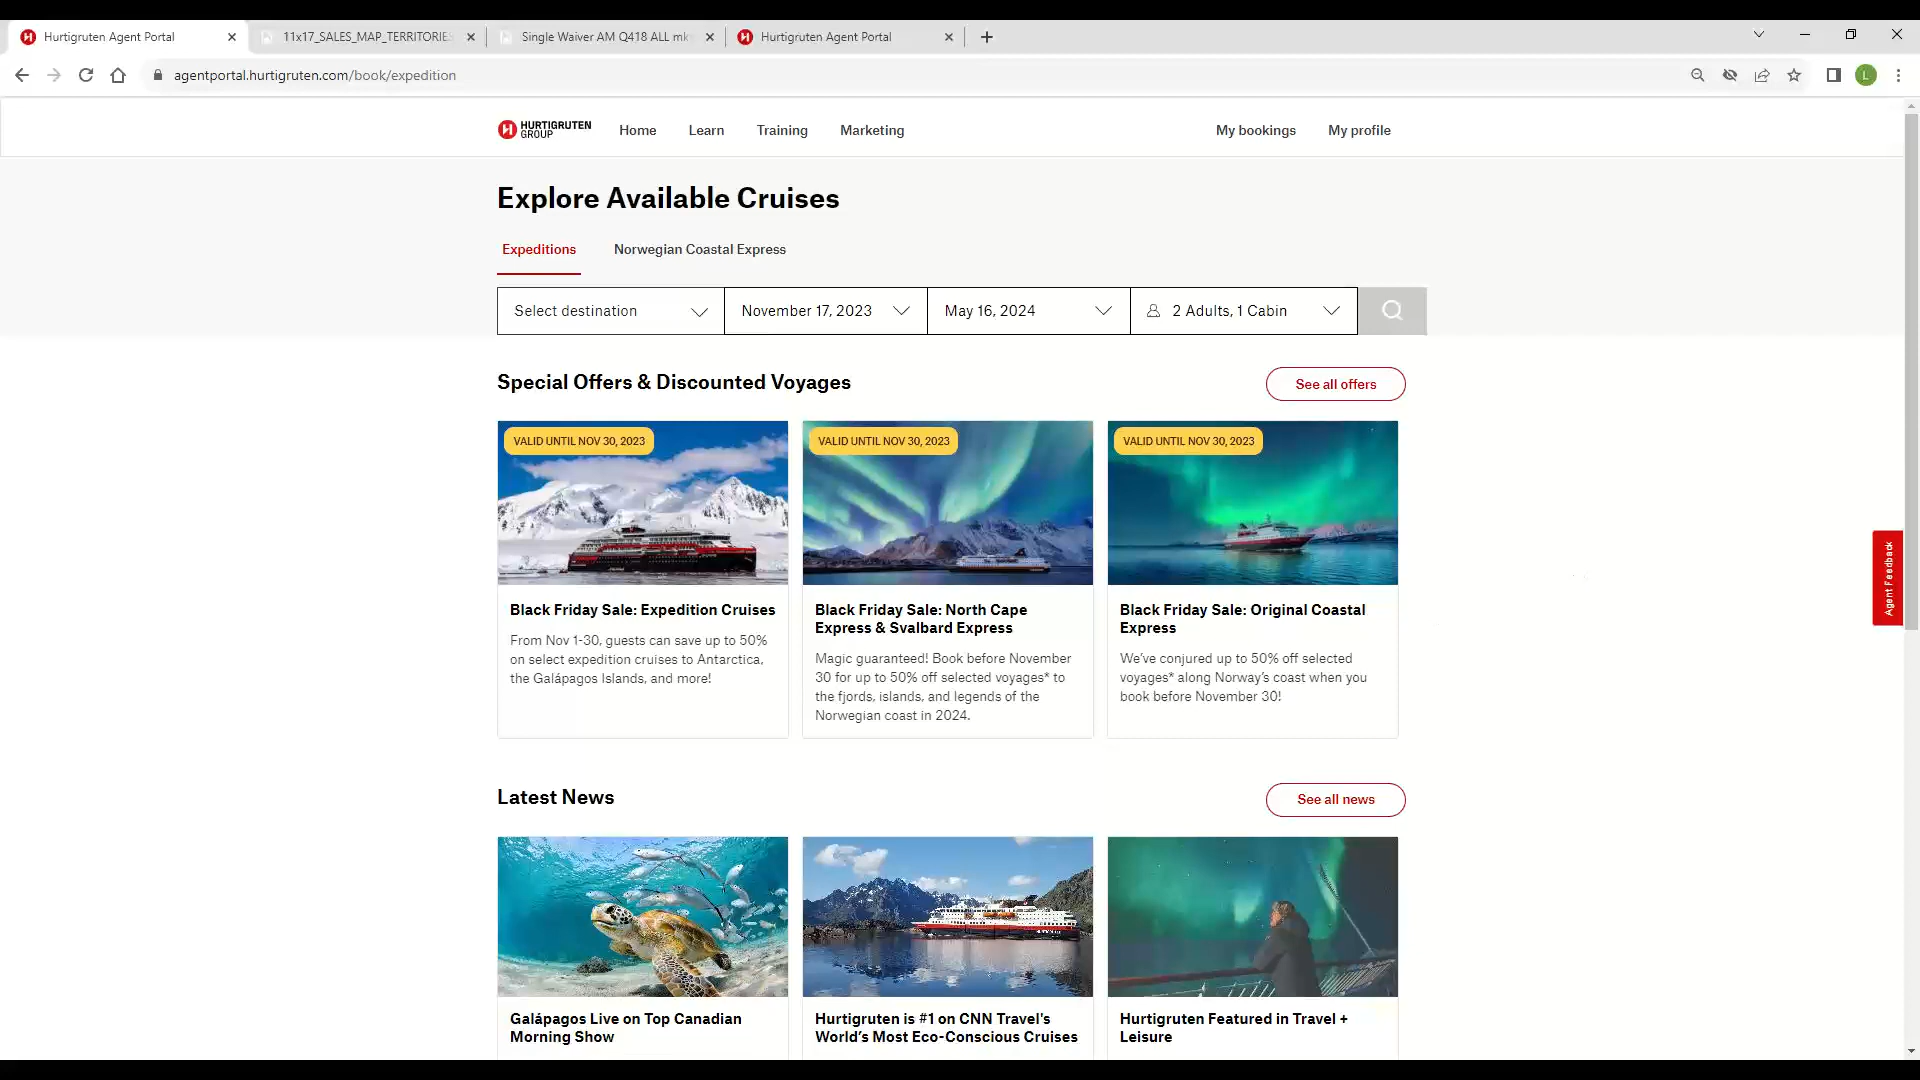 Hurtigruten Agent Portal
11x17_SALES_MAP_TERRITORIES
Single Waiver AM Q418 ALL mk
Hurtigruten Agent Portal
agentportal.hurtigruten.com/book/expedition
L
HURTIGRUTEN
GROUP
Home
Learn
Training
Marketing
My bookings
My profile
Explore Available Cruises
Expeditions
Norwegian Coastal Express
Select destination
November 17, 2023
May 16, 2024
2 Adults, 1 Cabin
Special Offers & Discounted Voyages
See all offers
VALID UNTIL NOV 30, 2023
VALID UNTIL NOV 30, 2023
VALID UNTIL NOV 30, 2023
Black Friday Sale: Expedition Cruises
From Nov 1-30, guests can save up to 50%
on select expedition cruises to Antarctica,
the Galápagos Islands, and more!
Black Friday Sale: North Cape
Express & Svalbard Express
Magic guaranteed! Book before November
30 for up to 50% off selected voyages* to
the fjords, islands, and legends of the
Norwegian coast in 2024.
Black Friday Sale: Original Coastal
Express
We've conjured up to 50% off selected
voyages* along Norway's coast when you
book before November 30!
Agent Feedback
Latest News
See all news
Galápagos Live on Top Canadian
Morning Show
Hurtigruten is #1 on CNN Travel's
World's Most Eco-Conscious Cruises
Hurtigruten Featured in Travel +
Leisure